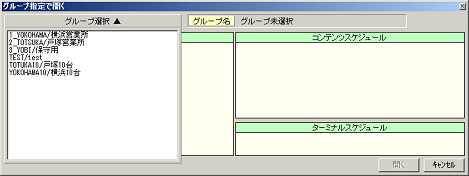 グループ指定で開く
グループ選択 ▲
グループ名 グループ未選択
1_YOKOHAMA/横浜営業所
2_TOTSUKA/戸塚営業所
3_YOBI/保守用
TEST/test
TOTUKA10/戸塚10台
YOKOHAMA10/横浜10台
コンテンツスケジュール
ターミナルスケジュール
開く
キャンセル